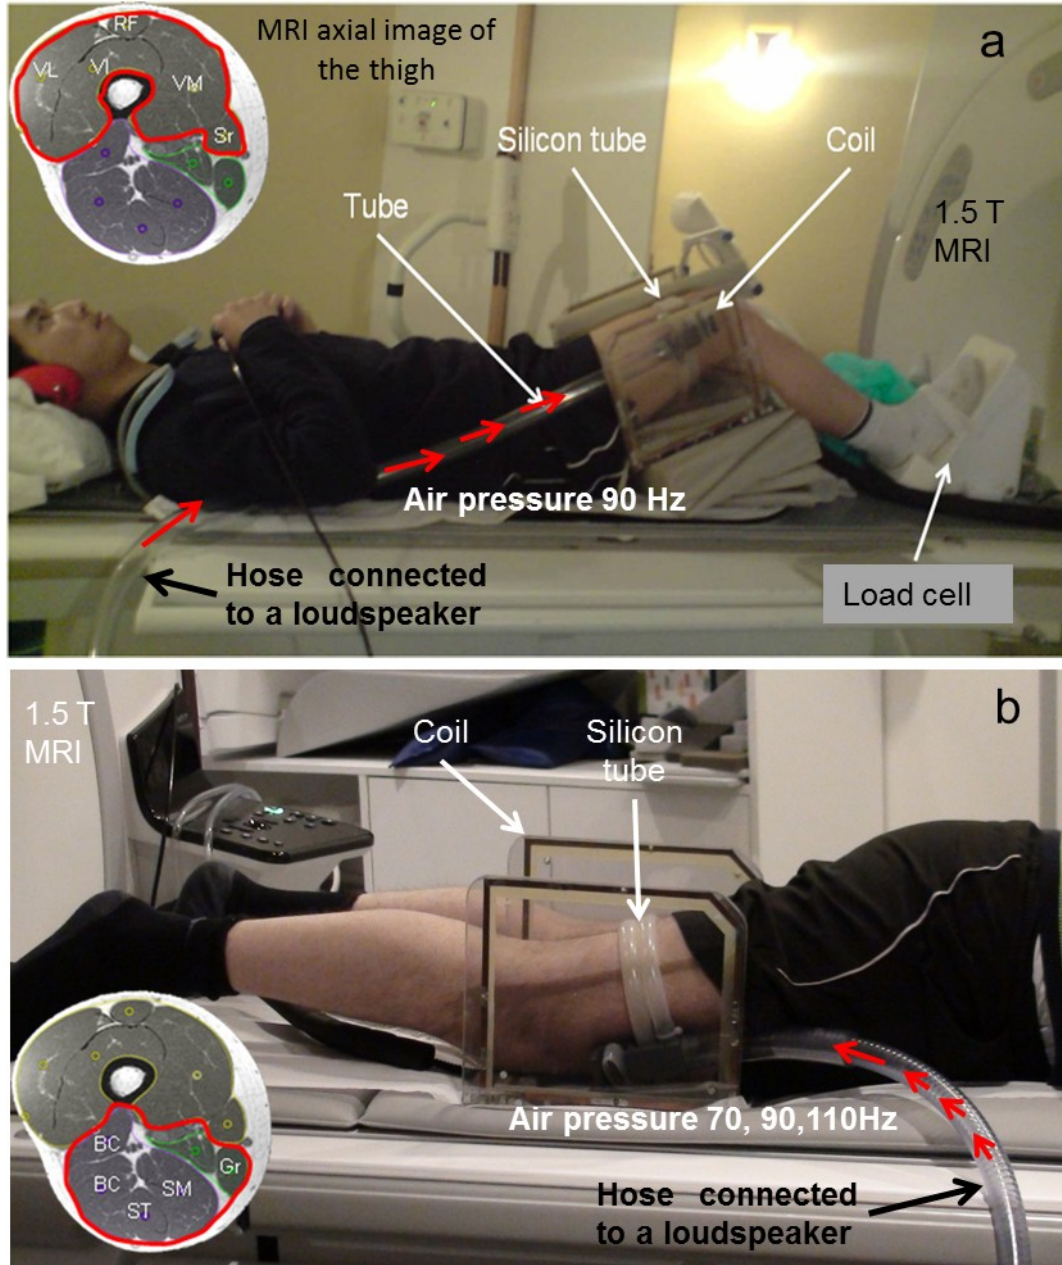 MRI axial image of
the thigh
a
RF
VL
VI
VM
Sr
Silicon tube
Coil
Tube
1.5 T
MRI
Air pressure 90 Hz
Hose connected
to a loudspeaker
Load cell
1.5 T
MRI
b
Coil
Silicon
tube
Air pressure 70, 90,110Hz
BC
Gr
BC
SM
ST
Hose connected
to a loudspeaker